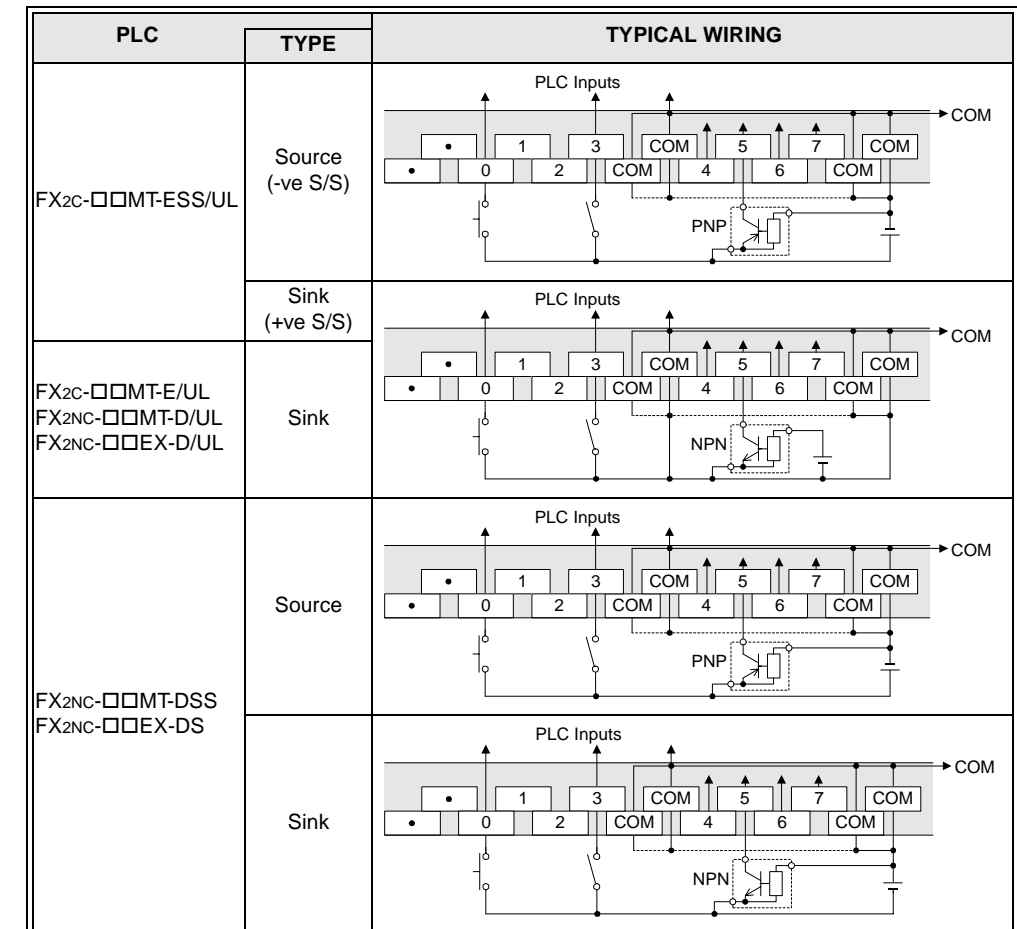 PLC TYPE TYPICAL WIRING
FX2C-□□MT-ESS/UL
Source
(-ve S/S)
PLC Inputs
COM
• 1 3 COM 5 7 COM
• 0 2 COM 4 6 COM
PNP
Sink
(+ve S/S)
FX2C-□□MT-E/UL
FX2NC-□□MT-D/UL
FX2NC-□□EX-D/UL
Sink
PLC Inputs
COM
• 1 3 COM 5 7 COM
• 0 2 COM 4 6 COM
NPN
FX2NC-□□MT-DSS
FX2NC-□□EX-DS
Source
PLC Inputs
COM
• 1 3 COM 5 7 COM
• 0 2 COM 4 6 COM
PNP
Sink
PLC Inputs
COM
• 1 3 COM 5 7 COM
• 0 2 COM 4 6 COM
NPN